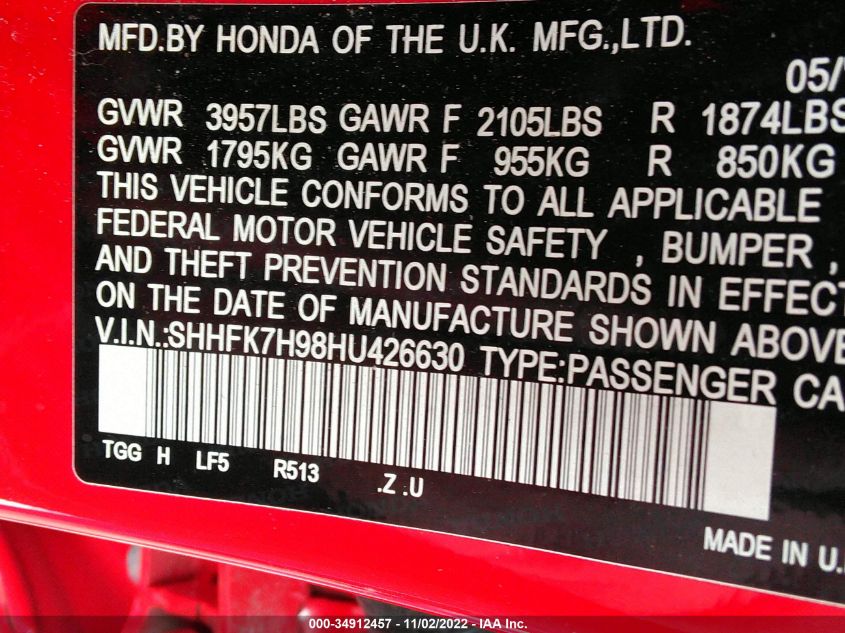 MFD.BY HONDA OF THE U.K. MFG.,LTD.
05/
GVWR 3957LBS GAWR F 2105LBS R 1874LBS
GVWR 1795KG GAWR F 955KG R 850KG
THIS VEHICLE CONFORMS TO ALL APPLICABLE
FEDERAL MOTOR VEHICLE SAFETY , BUMPER ,
AND THEFT PREVENTION STANDARDS IN EFFECT
ON THE DATE OF MANUFACTURE SHOWN ABOVE
V.I.N.:SHHFK7H98HU426630 TYPE:PASSENGER CA
TGG H LF5 R513 .Z .U
MADE IN U.
000-34912457 - 11/02/2022 - IAA Inc.